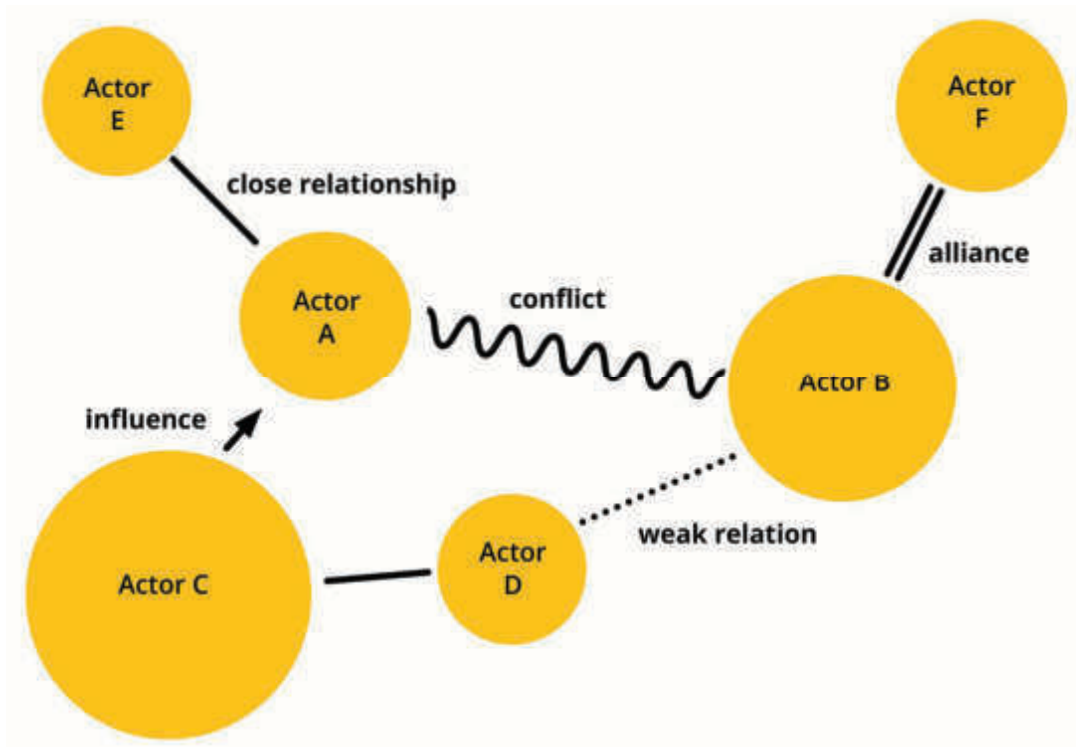 Actor
E
Actor
F
close relationship
alliance
Actor
A
conflict
Actor B
influence
weak relation
Actor
D
Actor C